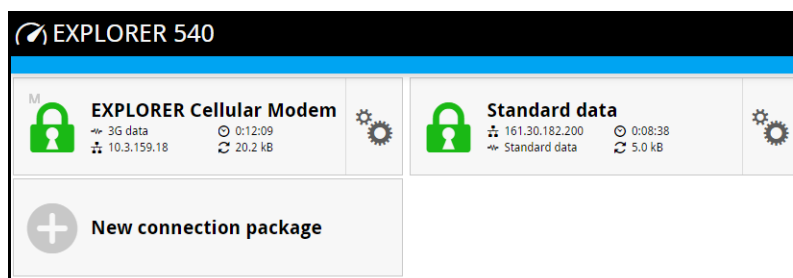 EXPLORER 540
M
EXPLORER Cellular Modem
3G data 0:12:09
10.3.159.18 20.2 kB
Standard data
161.30.182.200 0:08:38
Standard data 5.0 kB
New connection package